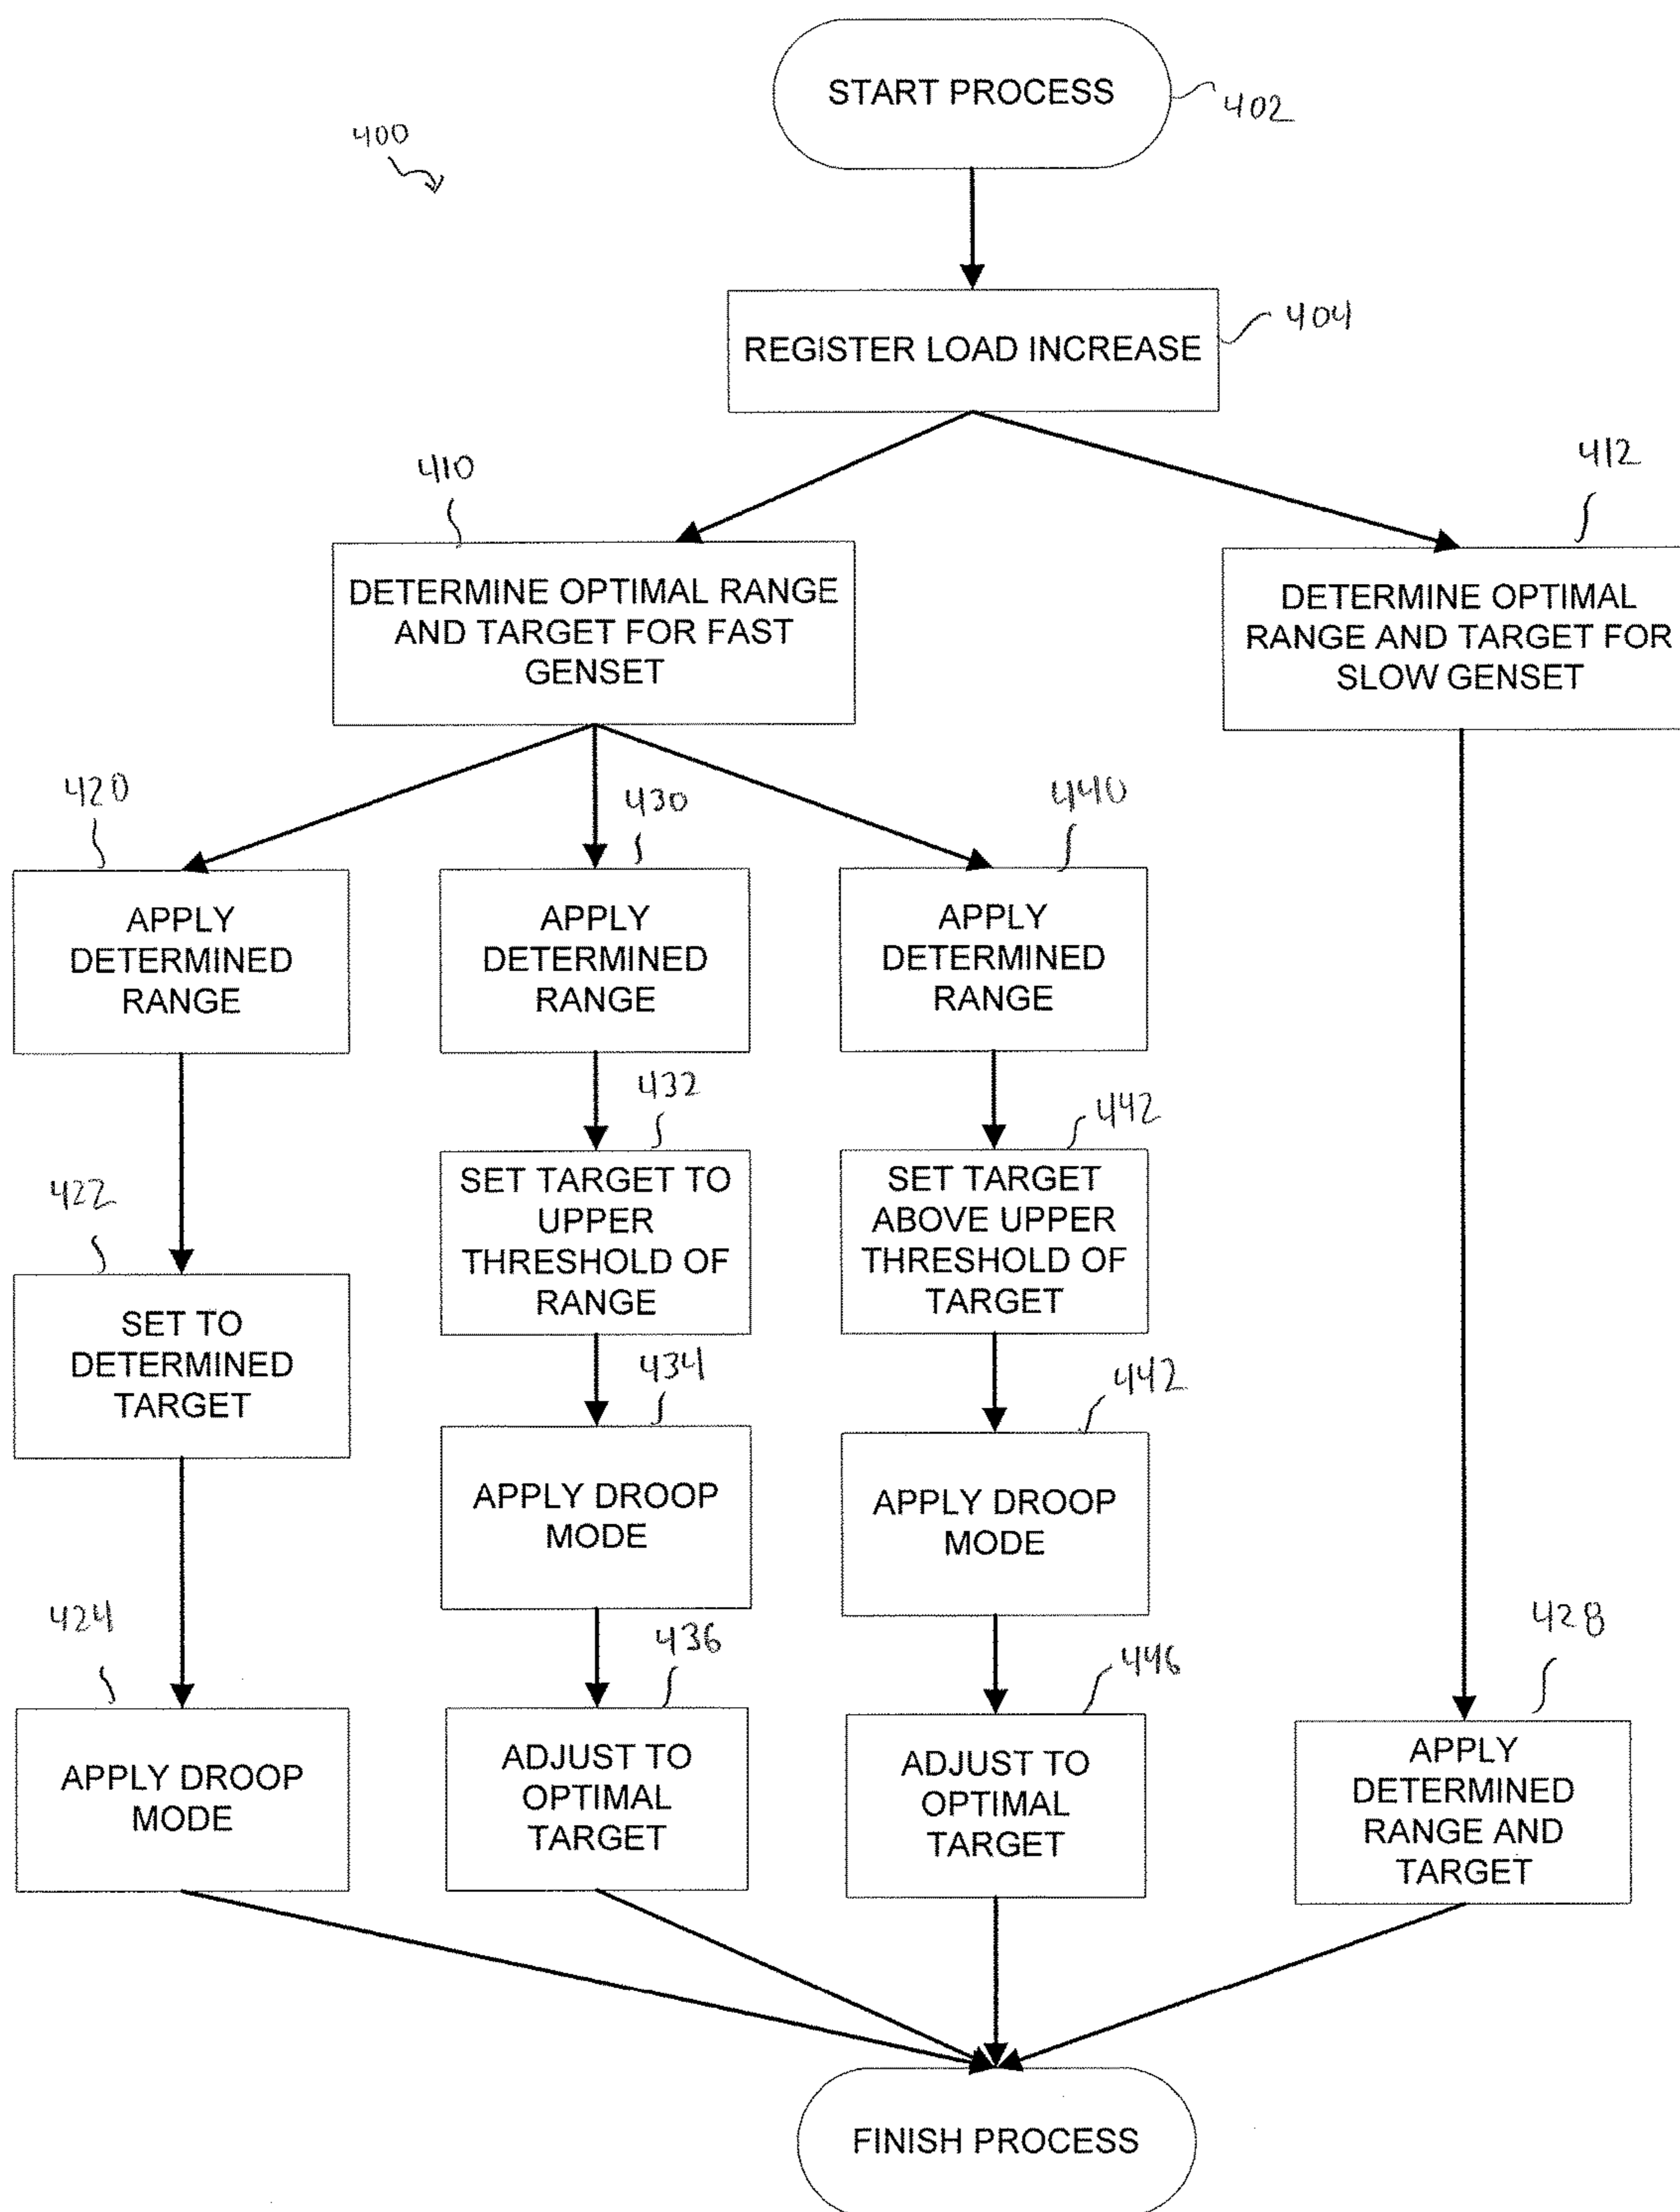 START PROCESS
402
400
REGISTER LOAD INCREASE
404
410
412
DETERMINE OPTIMAL RANGE
AND TARGET FOR FAST
GENSET
DETERMINE OPTIMAL
RANGE AND TARGET FOR
SLOW GENSET
420
430
440
APPLY
DETERMINED
RANGE
APPLY
DETERMINED
RANGE
APPLY
DETERMINED
RANGE
432
442
422
SET TARGET TO
UPPER
THRESHOLD OF
RANGE
SET TARGET
ABOVE UPPER
THRESHOLD OF
TARGET
SET TO
DETERMINED
TARGET
434
442
APPLY DROOP
MODE
APPLY DROOP
MODE
424
436
446
428
APPLY DROOP
MODE
ADJUST TO
OPTIMAL
TARGET
ADJUST TO
OPTIMAL
TARGET
APPLY
DETERMINED
RANGE AND
TARGET
FINISH PROCESS